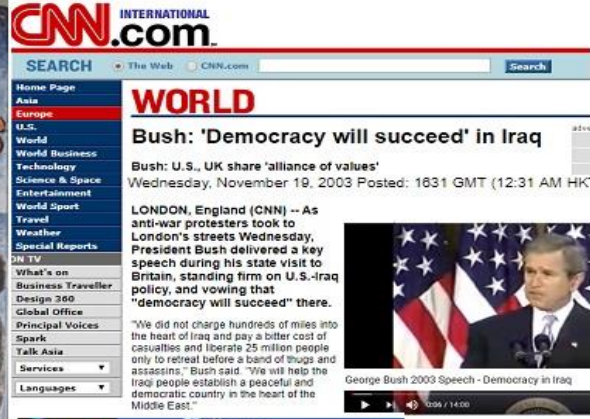 CNN INTERNATIONAL
.com
SEARCH The Web CNN.com Search
Home Page
Asia
Europe
U.S.
World
World Business
Technology
Science & Space
Entertainment
World Sport
Travel
Weather
Special Reports
ON TV
What's on
Business Traveller
Design 360
Global Office
Principal Voices
Spark
Talk Asia
Services
Languages
WORLD
Bush: 'Democracy will succeed' in Iraq
Bush: U.S., UK share 'alliance of values'
Wednesday, November 19, 2003 Posted: 1631 GMT (12:31 AM HK
LONDON, England (CNN) -- As
anti-war protesters took to
London's streets Wednesday,
President Bush delivered a key
speech during his state visit to
Britain, standing firm on U.S.-Iraq
policy, and vowing that
"democracy will succeed" there.
"We did not charge hundreds of miles into
the heart of Iraq and pay a bitter cost of
casualties and liberate 25 million people
only to retreat before a band of thugs and
assassins," Bush said. "We will help the
Iraqi people establish a peaceful and
democratic country in the heart of the
Middle East."
George Bush 2003 Speech - Democracy in Iraq
0:06 / 14:00